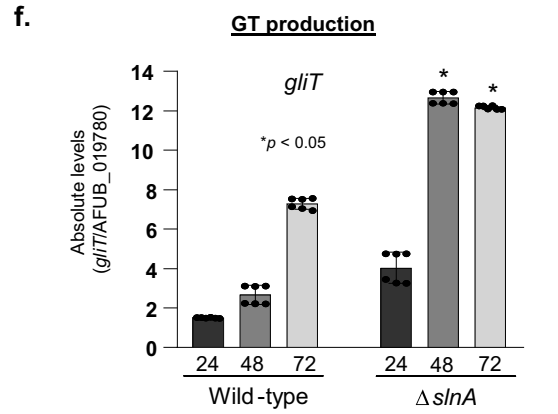 f.
GT production
gliT
*p < 0.05
Absolute levels
(gliT/AFUB_019780)
14
12
10
8
6
4
2
0
* *
24 48 72 24 48 72
Wild-type ΔslnA